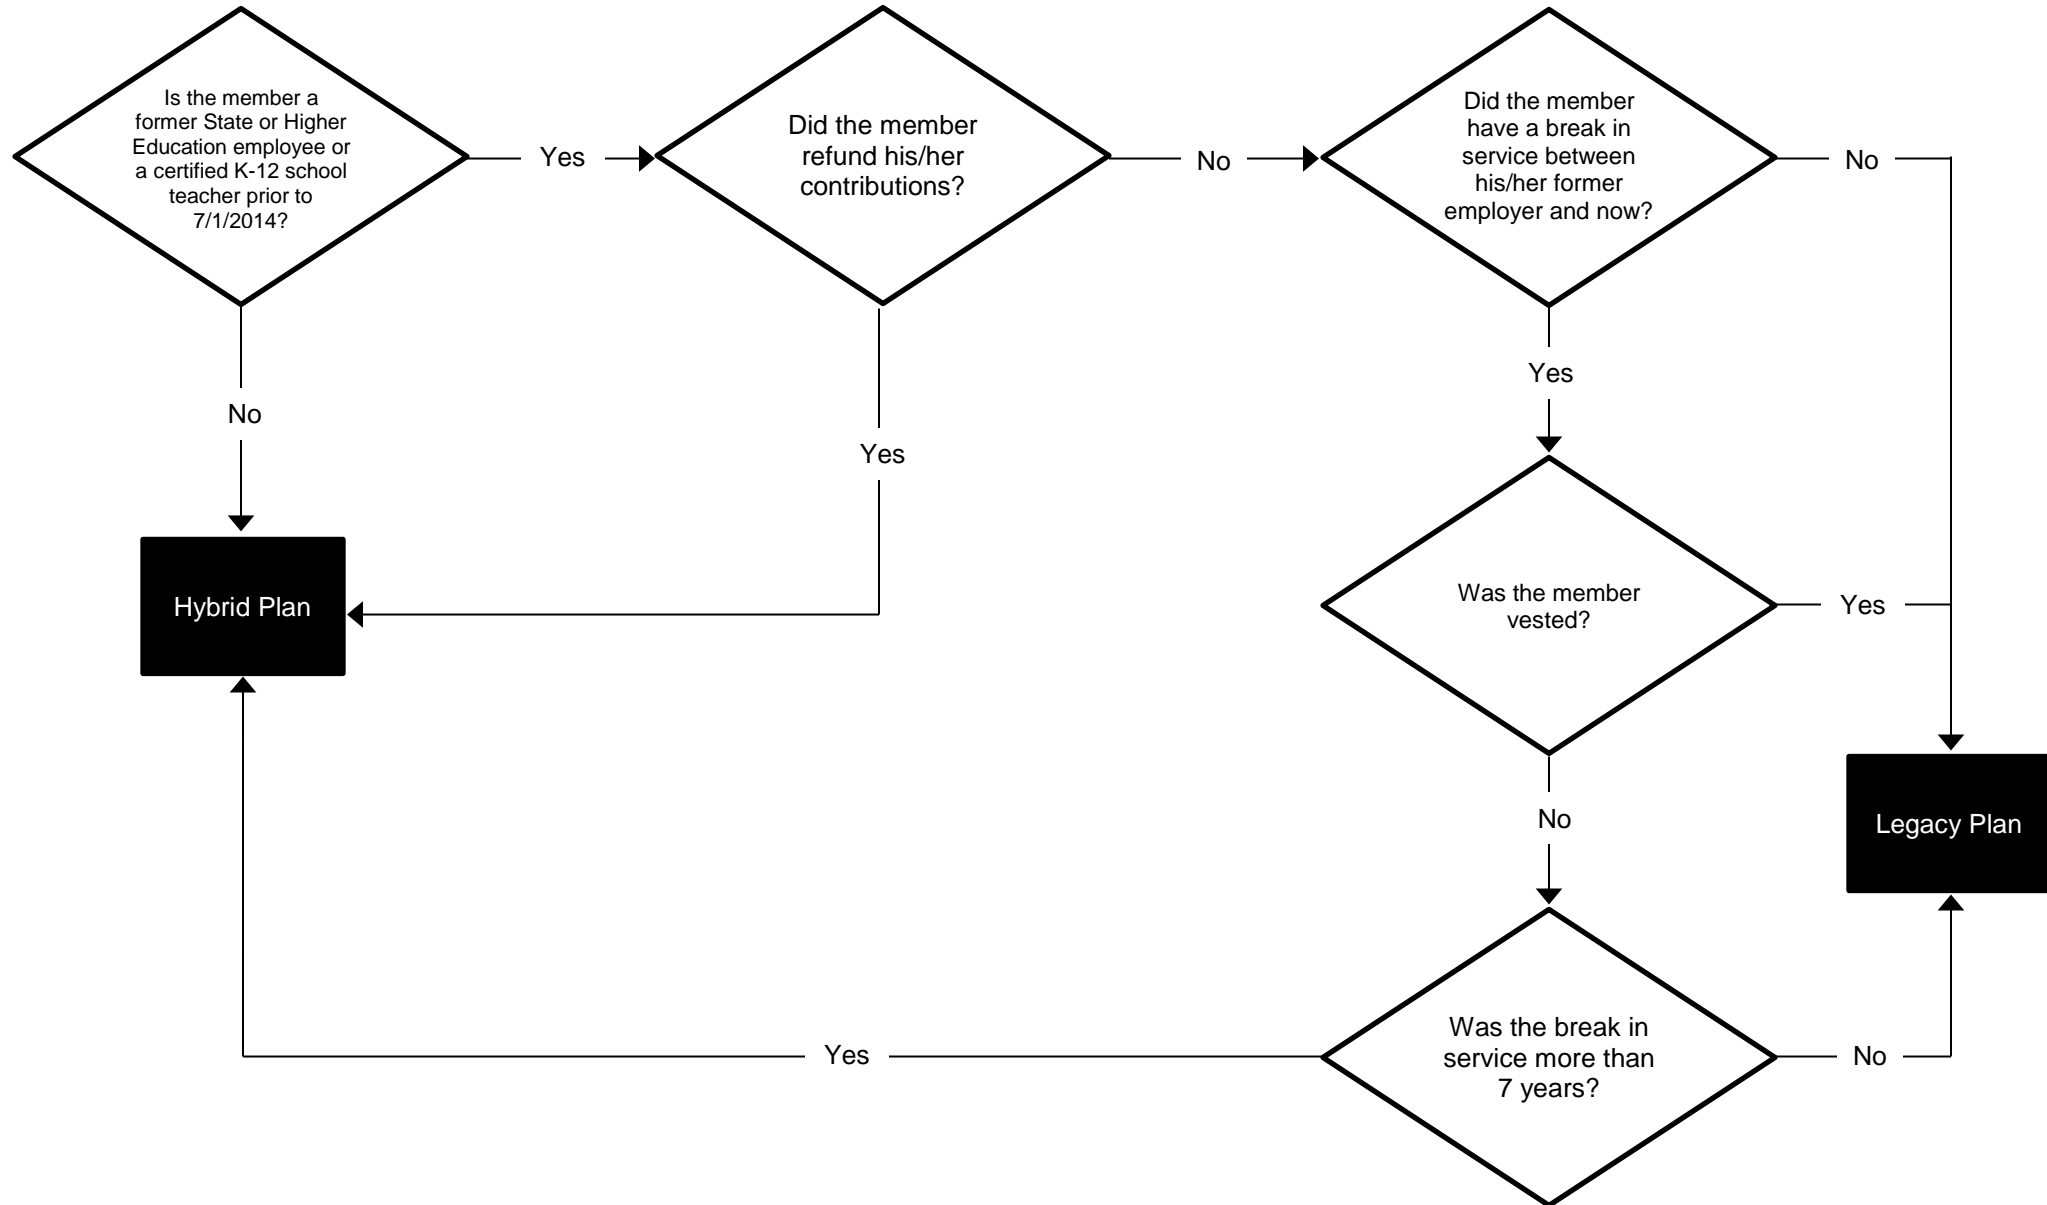 Is the member a
former State or Higher
Education employee or
a certified K-12 school
teacher prior to
7/1/2014?
Yes
Did the member
refund his/her
contributions?
No
Did the member
have a break in
service between
his/her former
employer and now?
No
No
Yes
Yes
Hybrid Plan
Was the member
vested?
Yes
No
Legacy Plan
Was the break in
service more than
7 years?
Yes
No